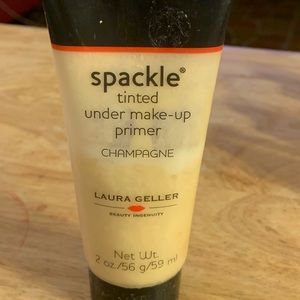 spackle®
tinted
under make-up
primer
CHAMPAGNE
LAURA GELLER
BEAUTY INGENUITY
Net Wt.
2 oz./56 g/59 ml